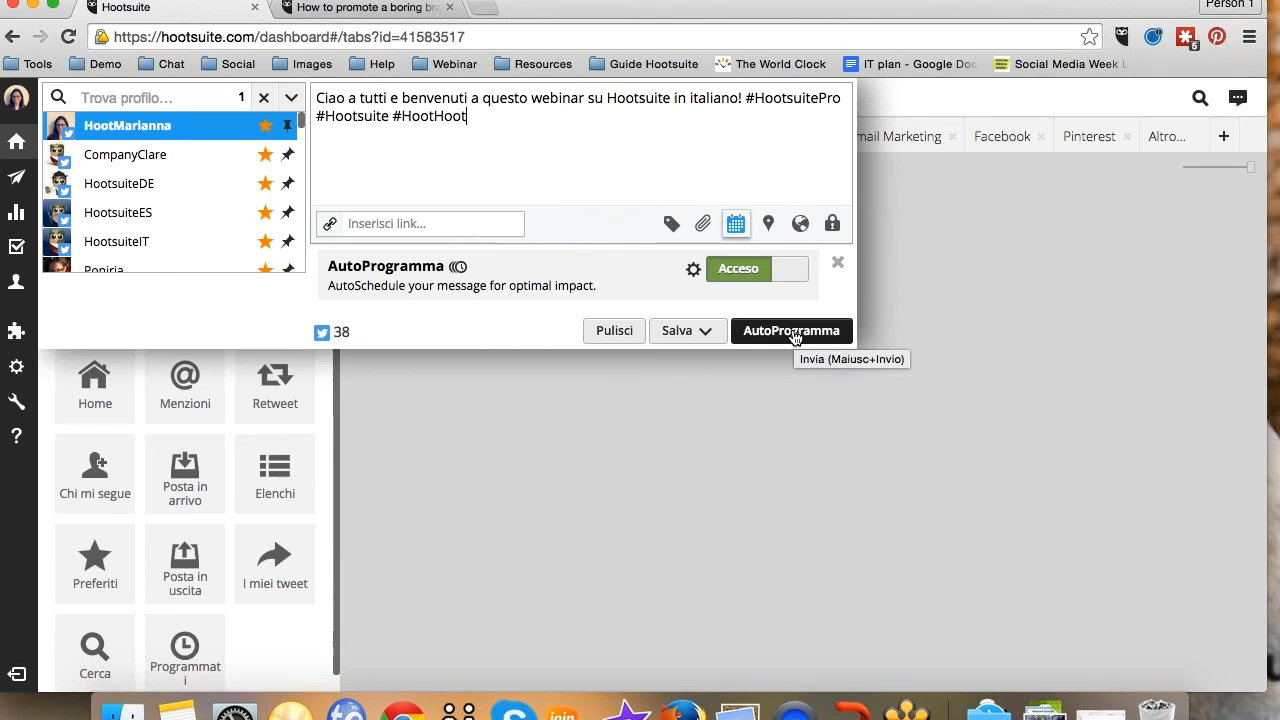 Hootsuite
How to promote a boring br
Person 1
https://hootsuite.com/dashboard#/tabs?id=41583517
5
Tools
Demo
Chat
Social
Images
Help
Webinar
Resources
Guide Hootsuite
The World Clock
IT plan - Google Doc
Social Media Week L
Trova profilo...
1
HootMarianna
CompanyClare
HootsuiteDE
HootsuiteES
HootsuiteIT
Poniria
Ciao a tutti e benvenuti a questo webinar su Hootsuite in italiano! #HootsuitePro
#Hootsuite #HootHoot
Inserisci link...
AutoProgramma
Acceso
AutoSchedule your message for optimal impact.
38
Pulisci
Salva
AutoProgramma
Invia (Maiusc+Invio)
mail Marketing
Facebook
Pinterest
Altro...
Home
Menzioni
Retweet
Chi mi segue
Posta in
arrivo
Elenchi
Preferiti
Posta in
uscita
I miei tweet
Cerca
Programmat
i
join